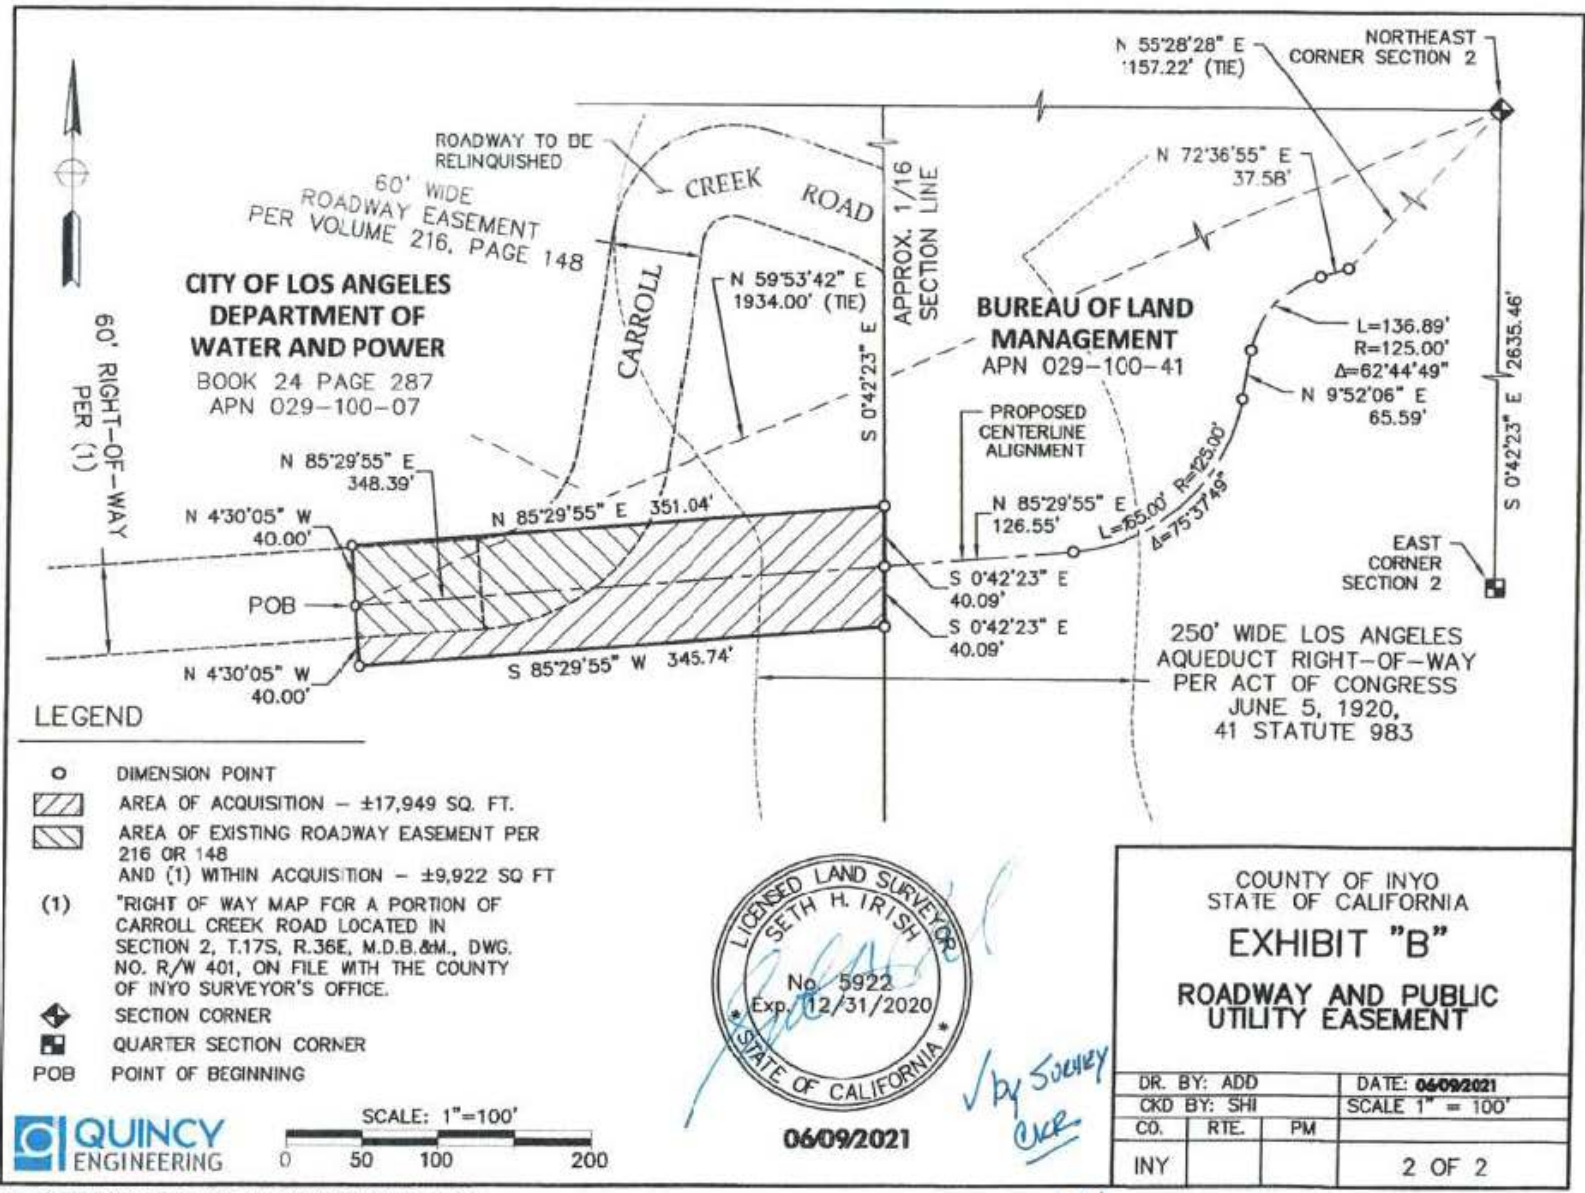 N 55°28'28" E
1157.22' (TIE)
NORTHEAST
CORNER SECTION 2
ROADWAY TO BE
RELINQUISHED
60' WIDE
ROADWAY EASEMENT
PER VOLUME 216, PAGE 148
CREEK
ROAD
CARROLL
APPROX. 1/16
SECTION LINE
N 72°36'55" E
37.58'
CITY OF LOS ANGELES
DEPARTMENT OF
WATER AND POWER
BOOK 24 PAGE 287
APN 029-100-07
N 59°53'42" E
1934.00' (TIE)
S 0°42'23" E
BUREAU OF LAND
MANAGEMENT
APN 029-100-41
L=136.89'
R=125.00'
Δ=62°44'49"
S 0°42'23" E 2635.46'
N 9°52'06" E
65.59'
60' RIGHT-OF-WAY
PER (1)
PROPOSED
CENTERLINE
ALIGNMENT
N 85°29'55" E
348.39'
N 4°30'05" W
40.00'
N 85°29'55" E 351.04'
N 85°29'55" E
126.55'
R=125.00'
Δ=75°37'49"
POB
S 0°42'23" E
40.09'
S 0°42'23" E
40.09'
EAST
CORNER
SECTION 2
N 4°30'05" W
40.00'
S 85°29'55" W 345.74'
250' WIDE LOS ANGELES
AQUEDUCT RIGHT-OF-WAY
PER ACT OF CONGRESS
JUNE 5, 1920,
41 STATUTE 983
LEGEND
DIMENSION POINT
AREA OF ACQUISITION - ±17,949 SQ. FT.
AREA OF EXISTING ROADWAY EASEMENT PER
216 OR 148
AND (1) WITHIN ACQUISITION - ±9,922 SQ FT
(1) "RIGHT OF WAY MAP FOR A PORTION OF
CARROLL CREEK ROAD LOCATED IN
SECTION 2, T.17S, R.36E, M.D.B.&M., DWG.
NO. R/W 401, ON FILE WITH THE COUNTY
OF INYO SURVEYOR'S OFFICE.
SECTION CORNER
QUARTER SECTION CORNER
POB POINT OF BEGINNING
QUINCY
ENGINEERING
SCALE: 1"=100'
0 50 100 200
LICENSED LAND SURVEYOR
SETH H. IRISH
No. 5922
Exp. 12/31/2020
* STATE OF CALIFORNIA *
06/09/2021
✓ by
COUNTY OF INYO
STATE OF CALIFORNIA
EXHIBIT "B"
ROADWAY AND PUBLIC
UTILITY EASEMENT
DR. BY: ADD DATE: 06/09/2021
CKD BY: SHI SCALE 1" = 100'
CO. RTE. PM
INY 2 OF 2